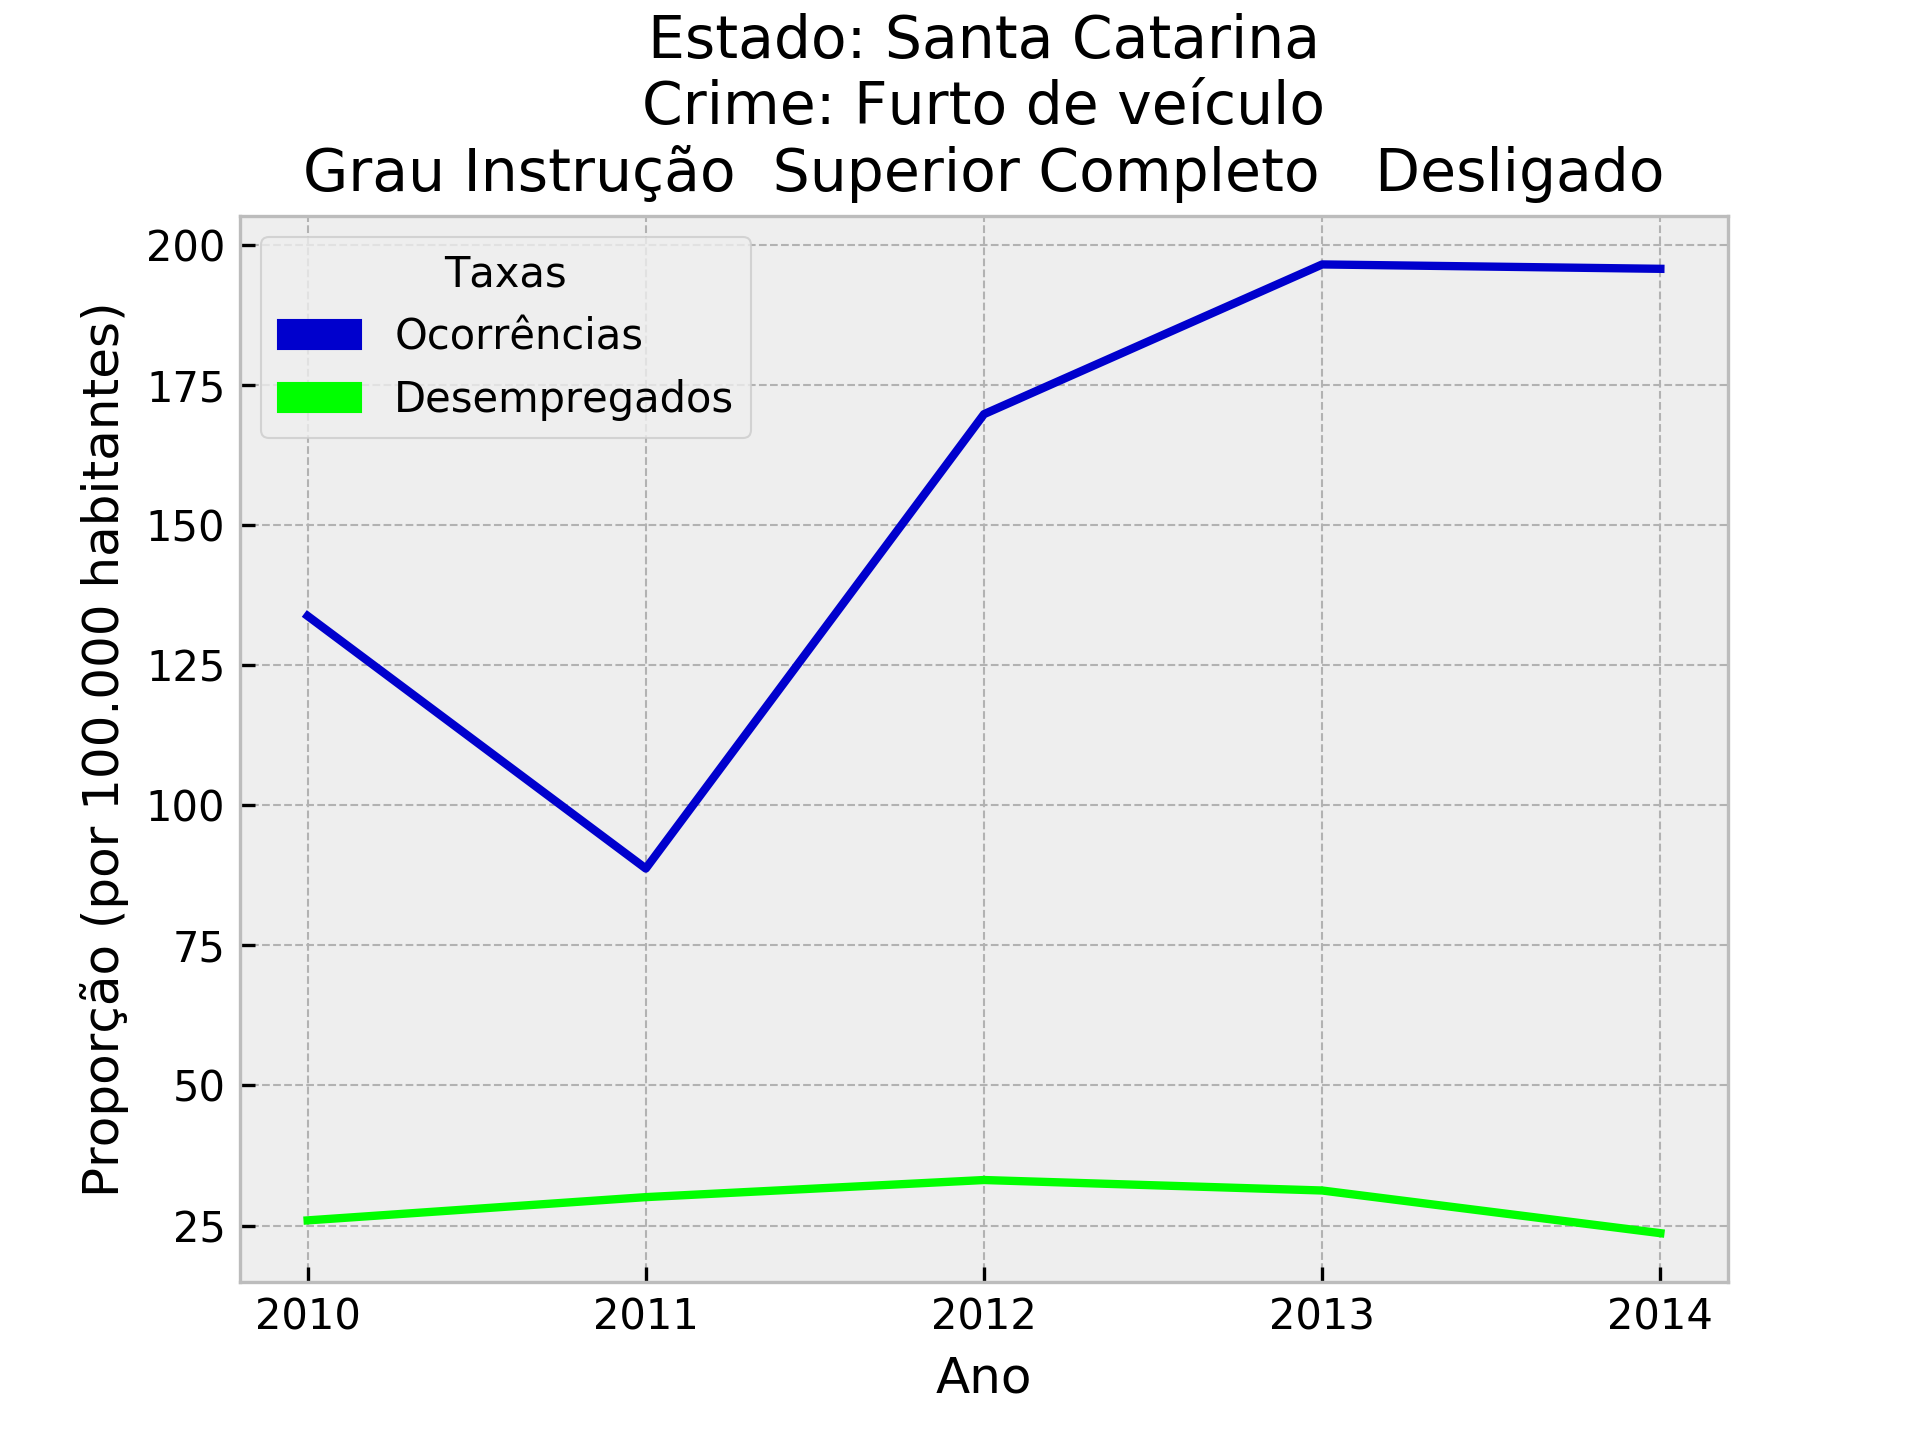 Estado: Santa Catarina
Crime: Furto de veículo
Grau Instrução  Superior Completo   Desligado
Taxas
Ocorrências
Desempregados
Proporção (por 100.000 habitantes)
200
175
150
125
100
75
50
25
2010 2011 2012 2013 2014
Ano